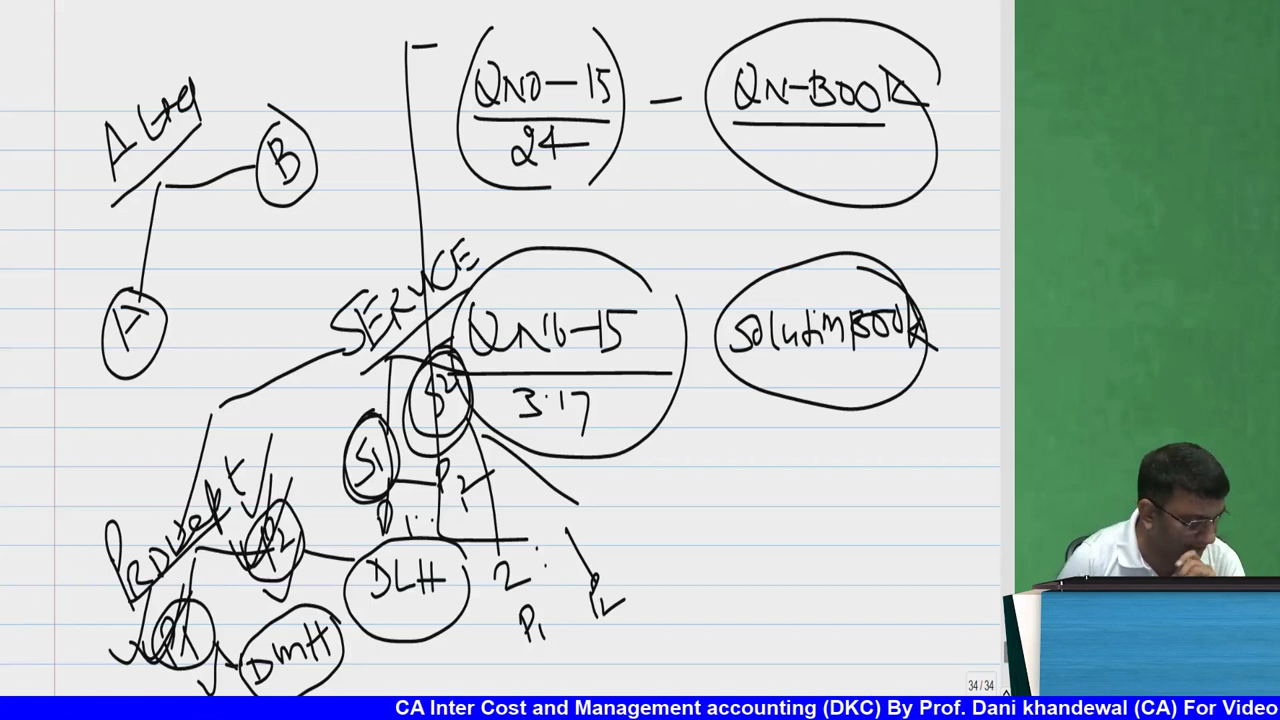 QNO-15 - QN-BOOK
24
B
P
SERVICE
QNO-15
3.17
Solution BOOK
S1
S2
P1
P2
PRODUCT
P1
P2
DMH
DLH
2
P1
P2
34/34
CA Inter Cost and Management accounting (DKC) By Prof. Dani khandewal (CA) For Video